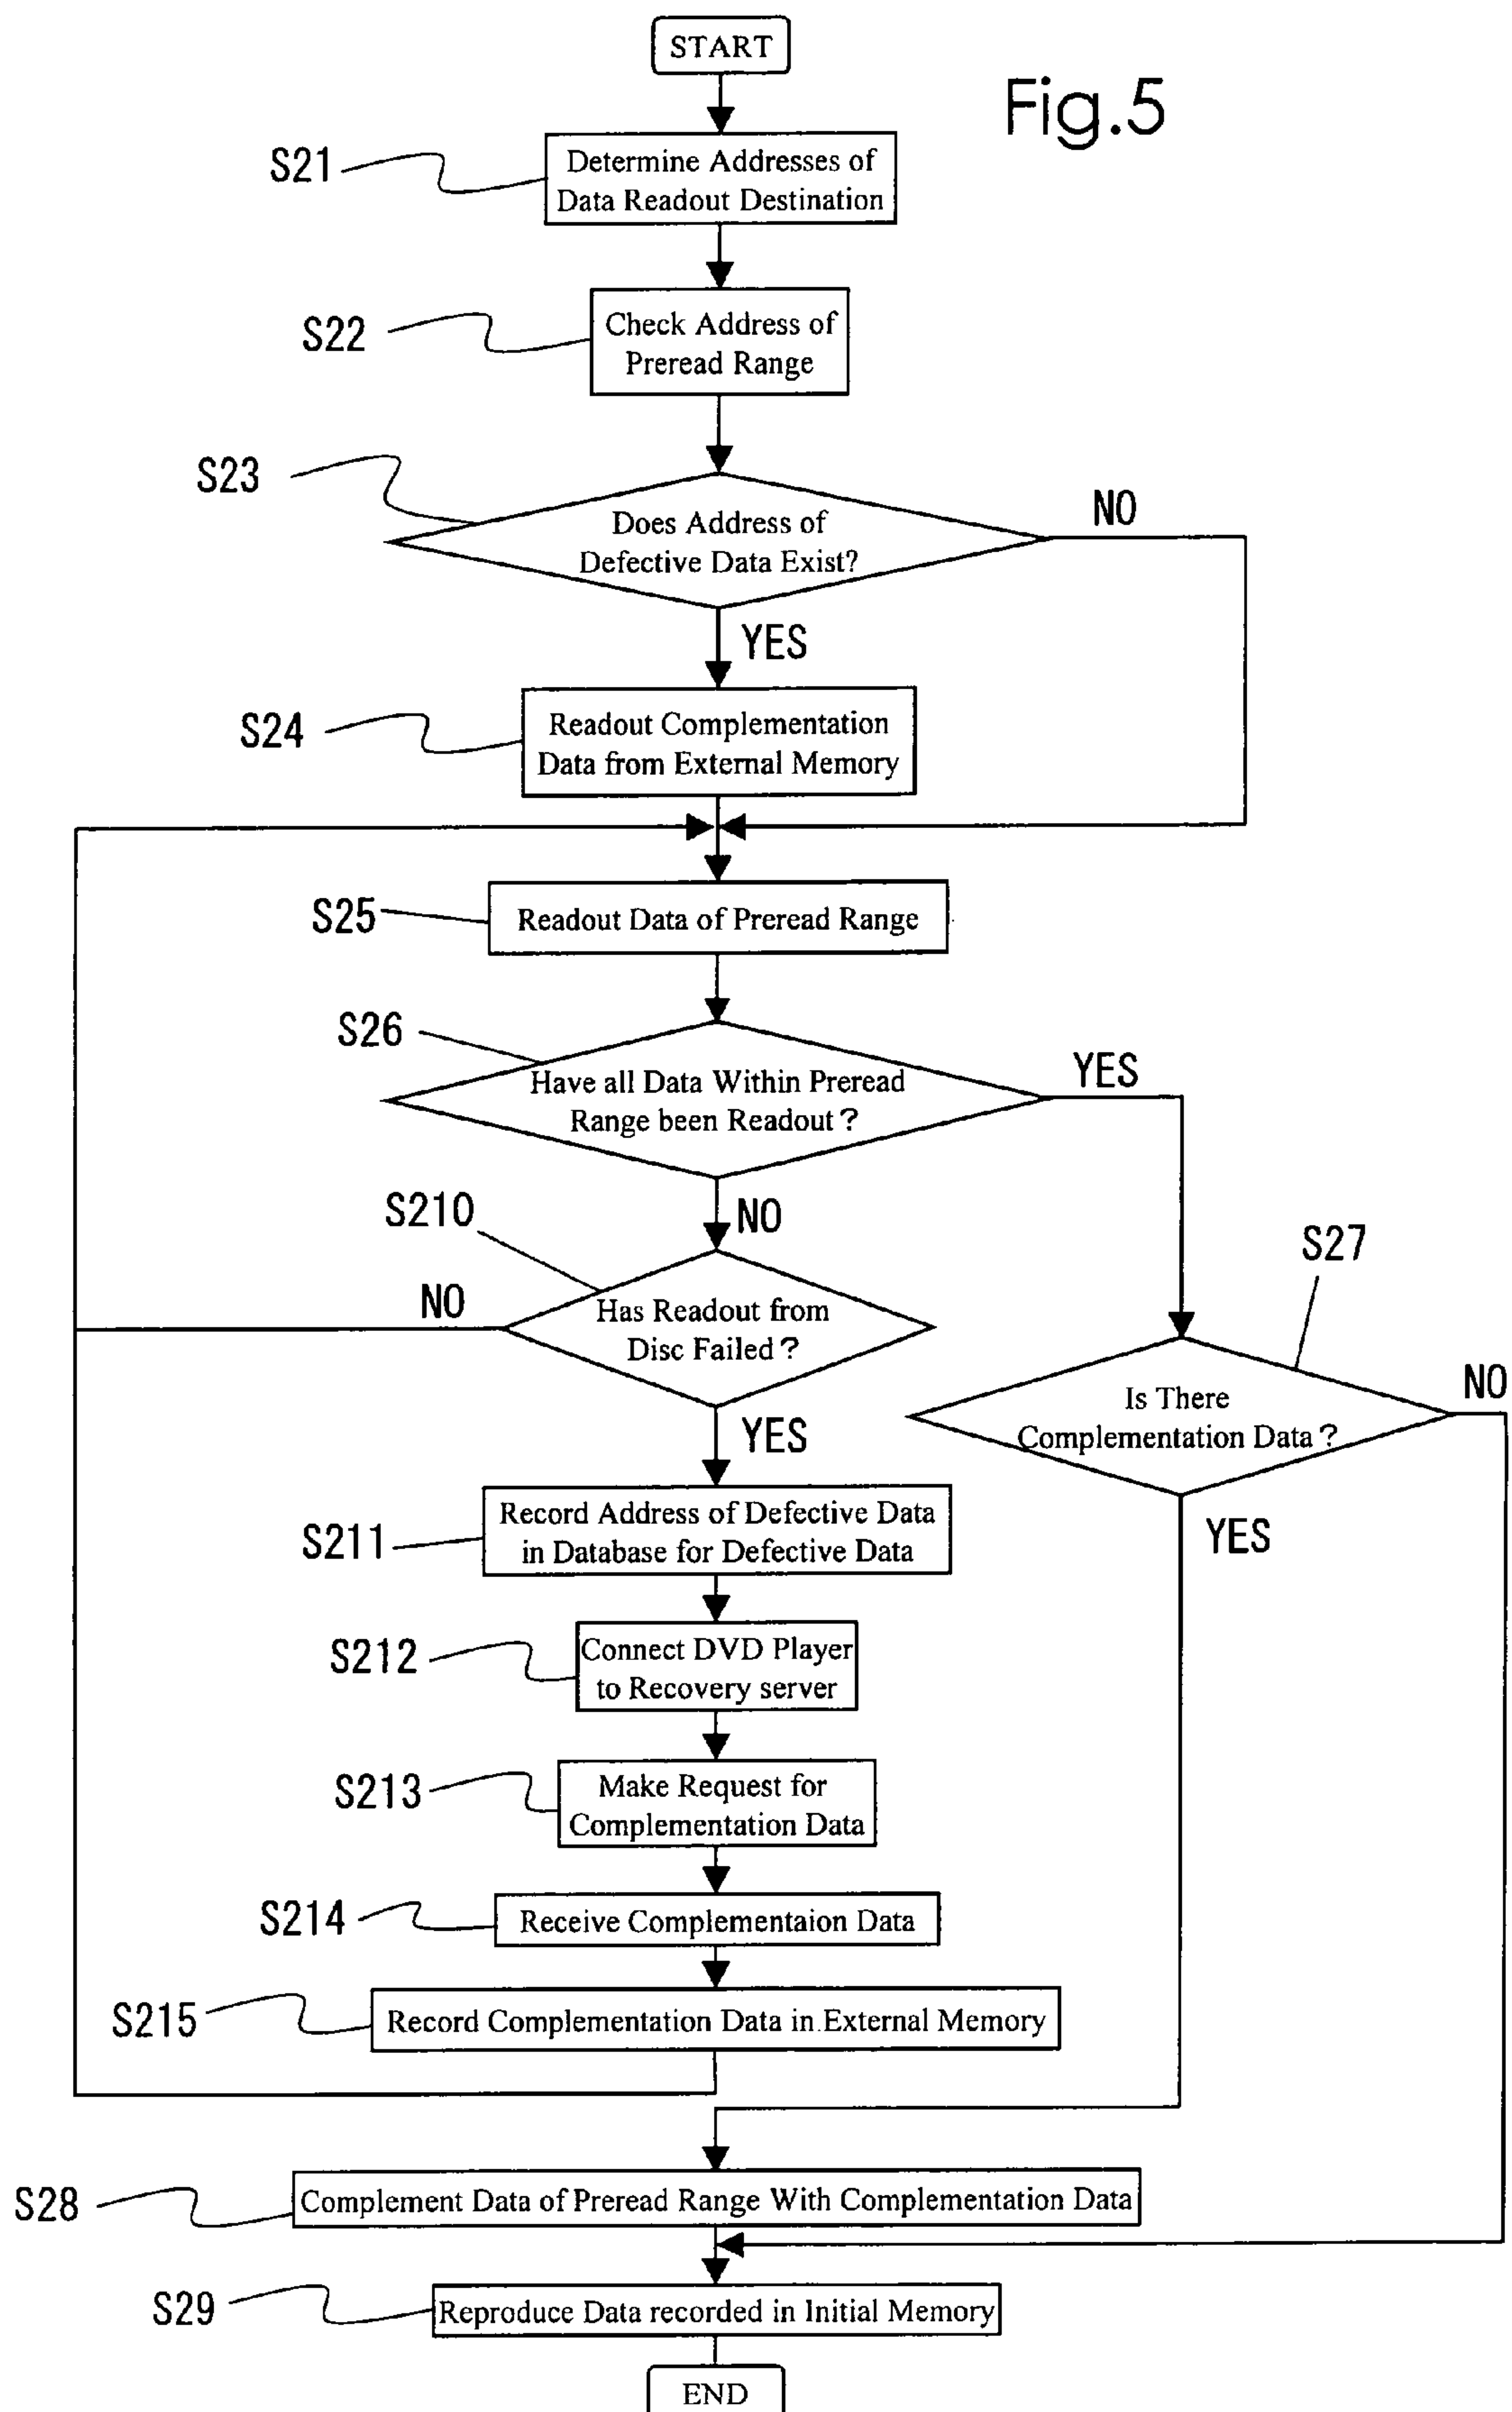 START
Fig.5
S21
Determine Addresses of
Data Readout Destination
S22
Check Address of
Preread Range
S23
Does Address of
Defective Data Exist?
NO
YES
S24
Readout Complementation
Data from External Memory
S25
Readout Data of Preread Range
S26
Have all Data Within Preread
Range been Readout?
YES
NO
S210
Has Readout from
Disc Failed?
NO
YES
S27
Is There
Complementation Data?
NO
YES
S211
Record Address of Defective Data
in Database for Defective Data
S212
Connect DVD Player
to Recovery server
S213
Make Request for
Complementation Data
S214
Receive Complementaion Data
S215
Record Complementation Data in External Memory
S28
Complement Data of Preread Range With Complementation Data
S29
Reproduce Data recorded in Initial Memory
END